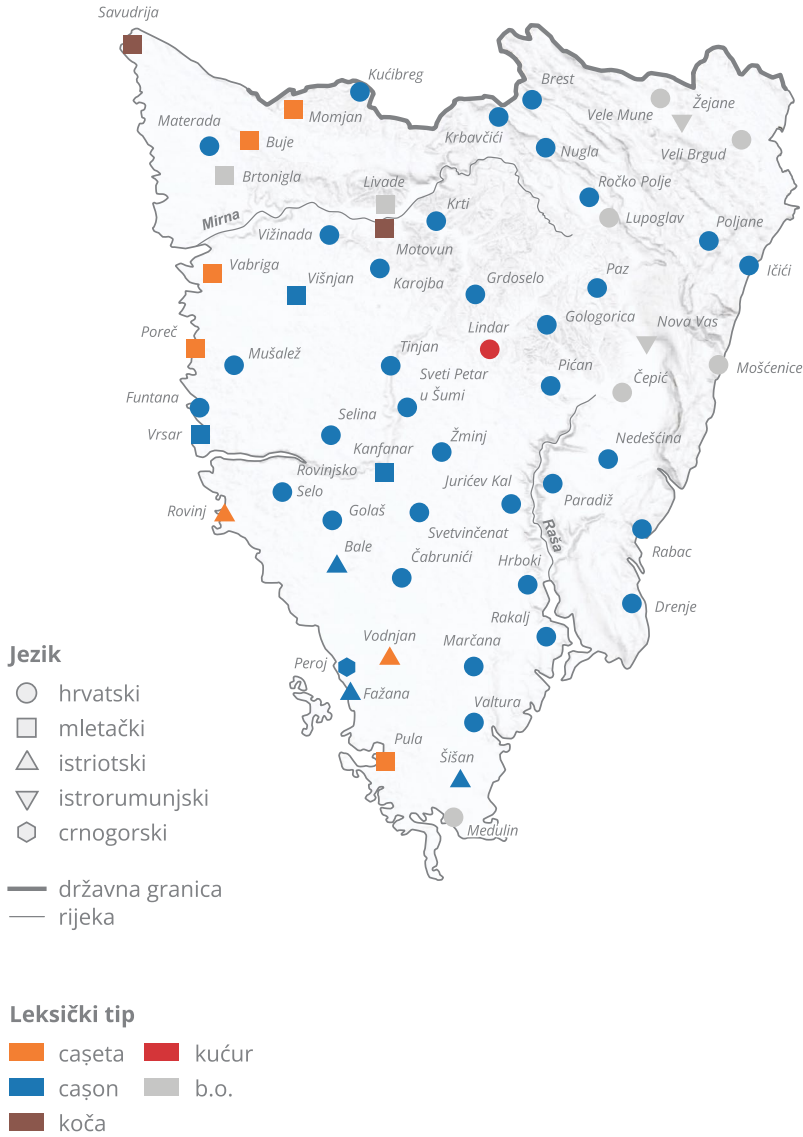 Savudrija
Kućibreg
Brest
Momjan
Vele Mune
Žejane
Materada
Buje
Krbavčići
Nugla
Veli Brgud
Brtonigla
Livade
Ročko Polje
Mirna
Krti
Lupoglav
Poljane
Vižinada
Motovun
Vabriga
Višnjan
Karojba
Grdoselo
Paz
Ičići
Poreč
Lindar
Gologorica
Nova Vas
Mušalež
Tinjan
Pićan
Mošćenice
Sveti Petar
u Šumi
Čepić
Funtana
Selina
Vrsar
Kanfanar
Žminj
Nedešćina
Rovinjsko
Selo
Jurićev Kal
Paradiž
Rovinj
Golaš
Svetvinčenat
Raša
Bale
Čabrunići
Hrboki
Rabac
Rakalj
Drenje
Vodnjan
Marčana
Peroj
Fažana
Valtura
Pula
Šišan
Medulin
Jezik
hrvatski
mletački
istriotski
istrorumunjski
crnogorski
državna granica
rijeka
Leksički tip
caşeta
kućur
caşon
b.o.
koča